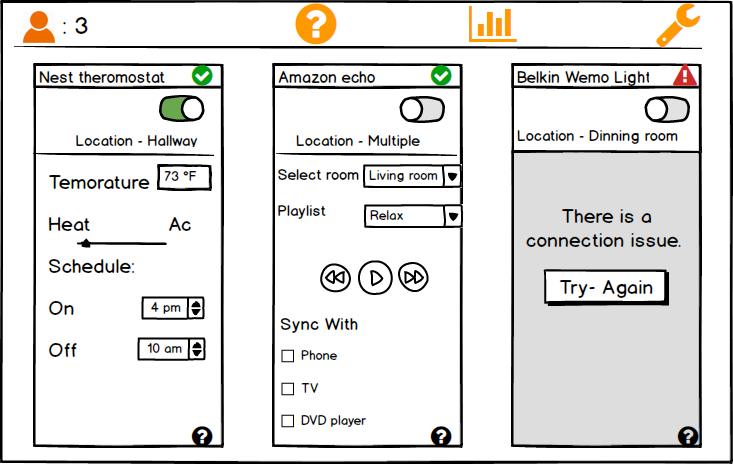 : 3
Nest theromostat
Location - Hallway
Temorature 73 °F
Heat Ac
Schedule:
On 4 pm
Off 10 am
?
Amazon echo
Location - Multiple
Select room Living room
Playlist Relax
Sync With
Phone
TV
DVD player
?
Belkin Wemo Light
Location - Dinning room
There is a
connection issue.
Try- Again
?